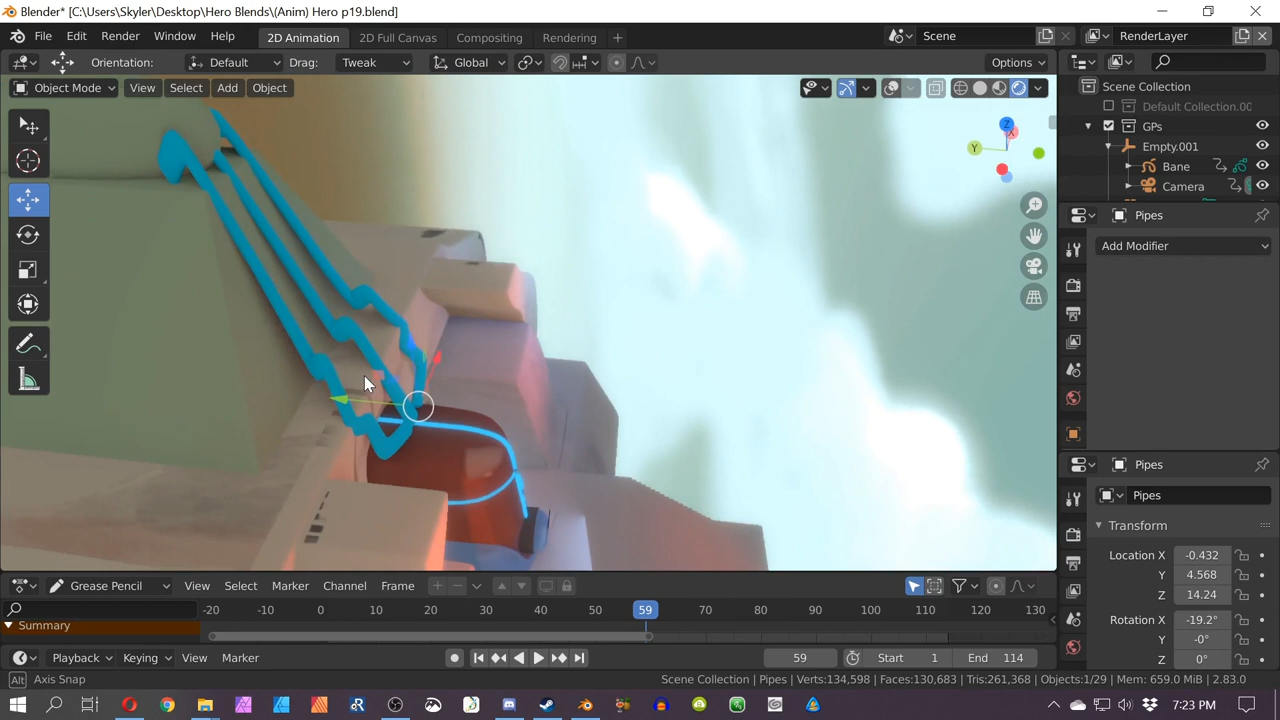 Blender* [C:\Users\Skyler\Desktop\Hero Blends\(Anim) Hero p19.blend]
File Edit Render Window Help 2D Animation 2D Full Canvas Compositing Rendering + Scene RenderLayer
Orientation: Default Drag: Tweak Global Options
Object Mode View Select Add Object
Scene Collection
Default Collection.00
GPs
Empty.001
Bane
Camera
Z
X
Y
Pipes
Add Modifier
Pipes
Pipes
Transform
Location X -0.432
Y 4.568
Z 14.24
Rotation X -19.2°
Y -0°
Z 0°
Grease Pencil View Select Marker Channel Frame
-20 -10 0 10 20 30 40 50 59 70 80 90 100 110 120 130
Summary
Playback Keying View Marker 59 Start 1 End 114
Alt Axis Snap Scene Collection | Pipes | Verts:134,598 | Faces:130,683 | Tris:261,368 | Objects:1/29 | Mem: 659.0 MiB | 2.83.0
7:23 PM